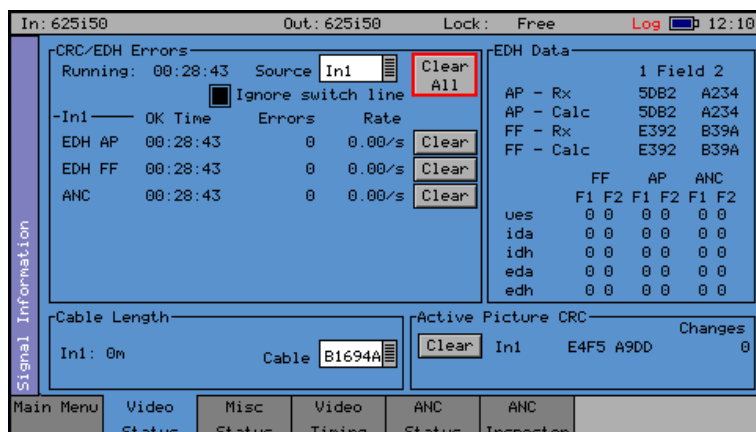 In: 625i50 Out: 625i50 Lock: Free Log 12:10
CRC/EDH Errors
Running: 00:28:43 Source In1 Clear All
Ignore switch line
In1 OK Time Errors Rate
EDH AP 00:28:43 0 0.00/s Clear
EDH FF 00:28:43 0 0.00/s Clear
ANC 00:28:43 0 0.00/s Clear
EDH Data
1 Field 2
AP - Rx 5DB2 A234
AP - Calc 5DB2 A234
FF - Rx E392 B39A
FF - Calc E392 B39A
FF AP ANC
F1 F2 F1 F2 F1 F2
ues 0 0 0 0 0 0
ida 0 0 0 0 0 0
idh 0 0 0 0 0 0
eda 0 0 0 0 0 0
edh 0 0 0 0 0 0
Signal Information
Cable Length
In1: 0m Cable B1694A
Active Picture CRC
Changes
Clear In1 E4F5 A9DD 0
Main Menu Video Status Misc Status Video Timing ANC Status ANC Inspector